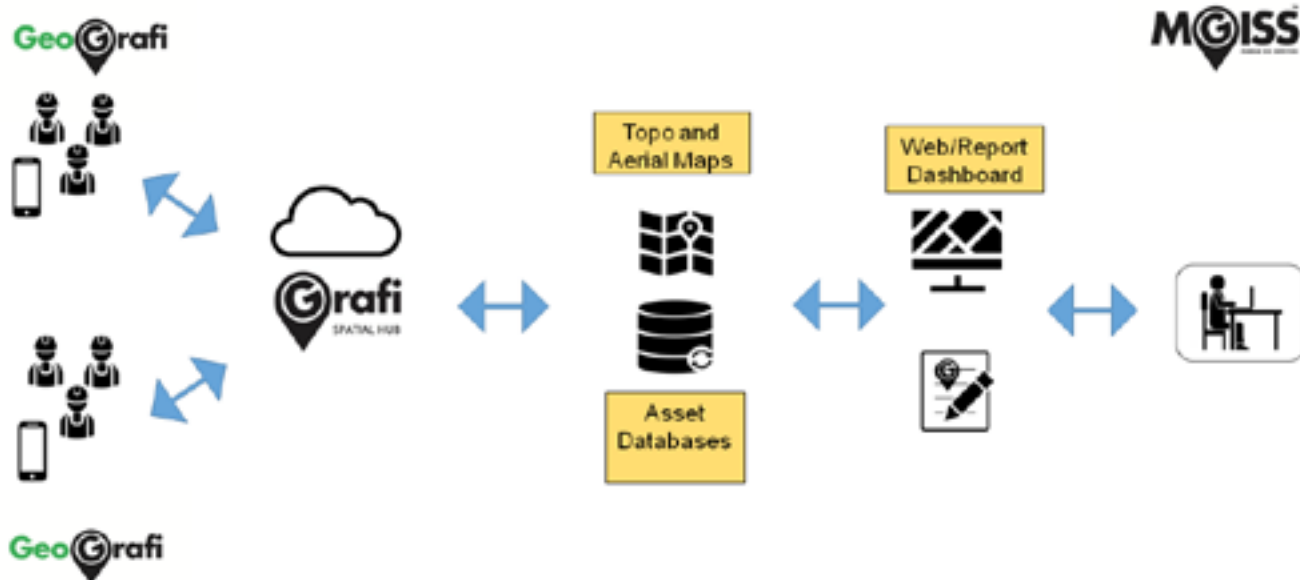 GeoGrafi
MGISS
Topo and
Aerial Maps
Web/Report
Dashboard
Grafi
SPATIAL HUB
Asset
Databases
GeoGrafi